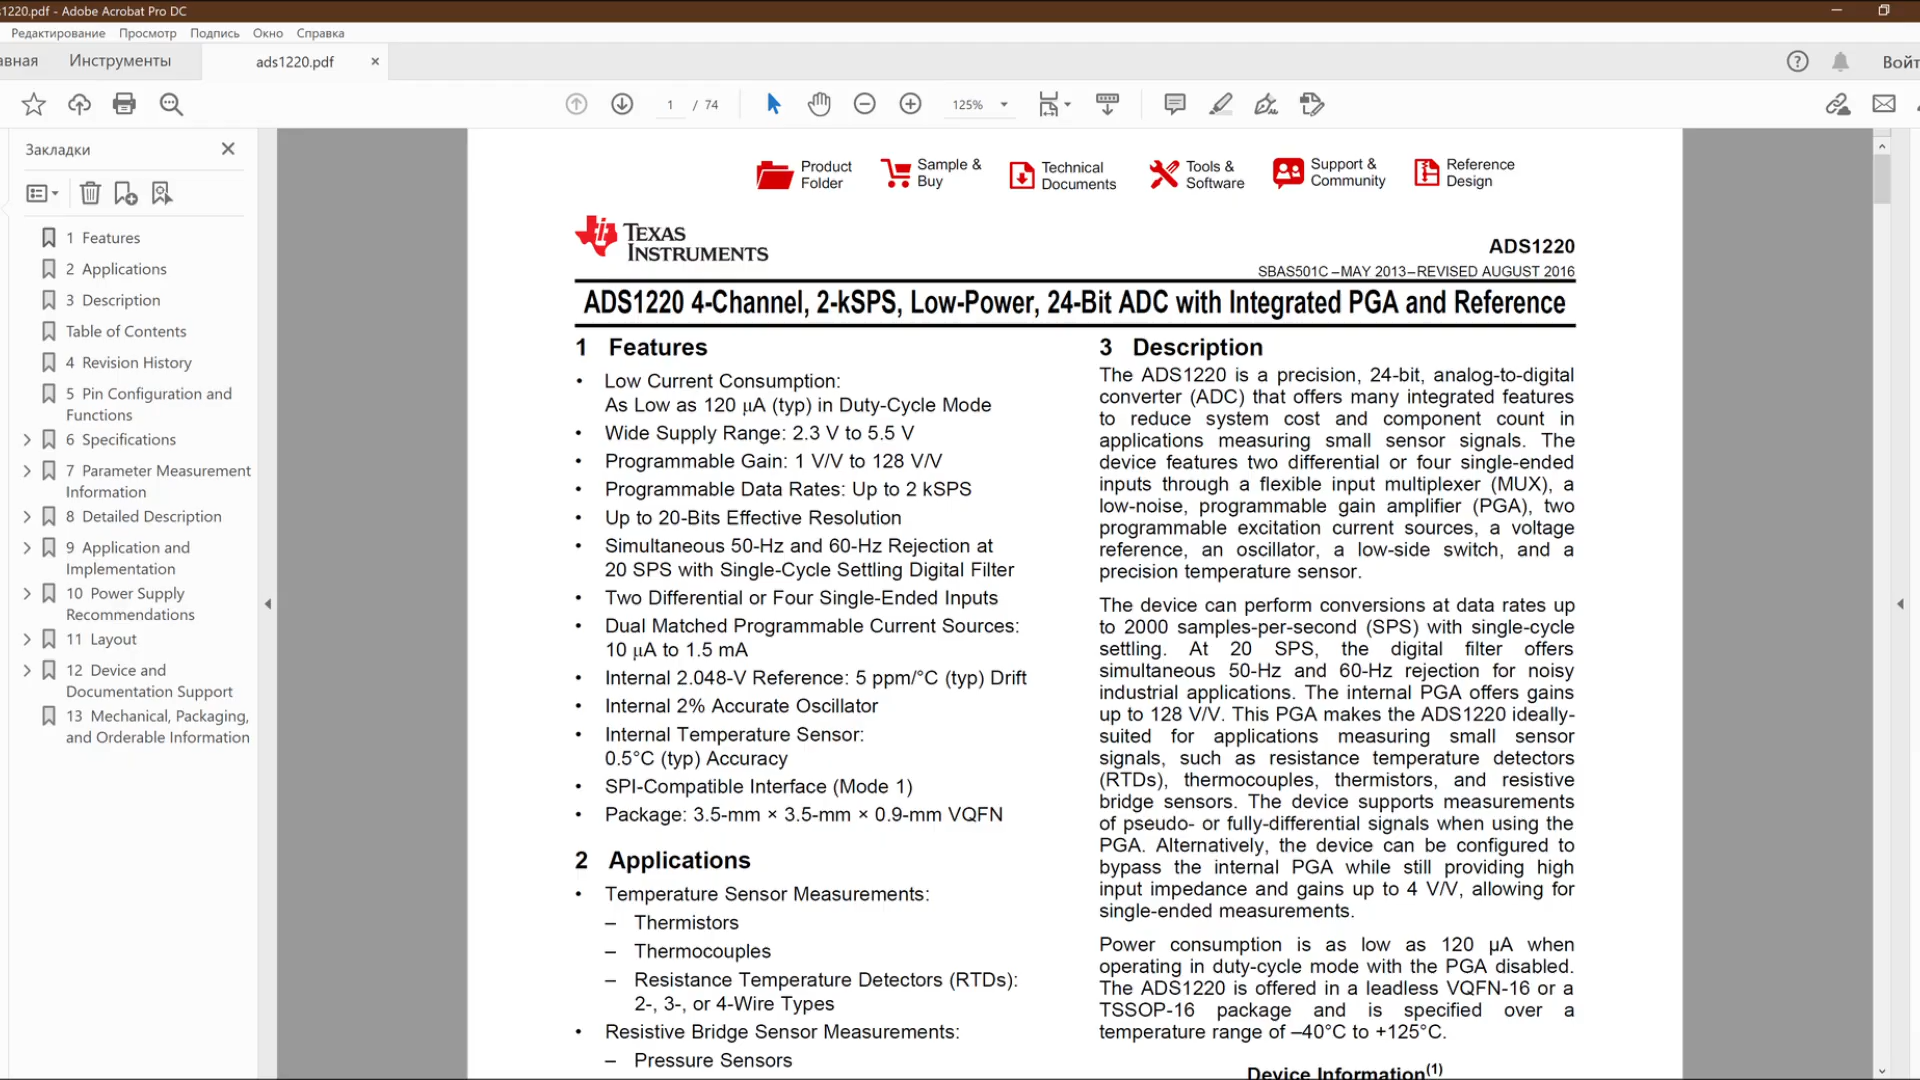 1220.pdf - Adobe Acrobat Pro DC
Редактирование Просмотр Подпись Окно Справка
Инструменты
ads1220.pdf
1 / 74
125%
Закладки
1 Features
2 Applications
3 Description
Table of Contents
4 Revision History
5 Pin Configuration and
Functions
6 Specifications
7 Parameter Measurement
Information
8 Detailed Description
9 Application and
Implementation
10 Power Supply
Recommendations
11 Layout
12 Device and
Documentation Support
13 Mechanical, Packaging,
and Orderable Information
Product
Folder
Sample &
Buy
Technical
Documents
Tools &
Software
Support &
Community
Reference
Design
TEXAS
INSTRUMENTS
ADS1220
SBAS501C –MAY 2013–REVISED AUGUST 2016
ADS1220 4-Channel, 2-kSPS, Low-Power, 24-Bit ADC with Integrated PGA and Reference
1 Features
• Low Current Consumption:
As Low as 120 μA (typ) in Duty-Cycle Mode
• Wide Supply Range: 2.3 V to 5.5 V
• Programmable Gain: 1 V/V to 128 V/V
• Programmable Data Rates: Up to 2 kSPS
• Up to 20-Bits Effective Resolution
• Simultaneous 50-Hz and 60-Hz Rejection at
20 SPS with Single-Cycle Settling Digital Filter
• Two Differential or Four Single-Ended Inputs
• Dual Matched Programmable Current Sources:
10 μA to 1.5 mA
• Internal 2.048-V Reference: 5 ppm/°C (typ) Drift
• Internal 2% Accurate Oscillator
• Internal Temperature Sensor:
0.5°C (typ) Accuracy
• SPI-Compatible Interface (Mode 1)
• Package: 3.5-mm × 3.5-mm × 0.9-mm VQFN
2 Applications
• Temperature Sensor Measurements:
– Thermistors
– Thermocouples
– Resistance Temperature Detectors (RTDs):
2-, 3-, or 4-Wire Types
• Resistive Bridge Sensor Measurements:
– Pressure Sensors
3 Description
The ADS1220 is a precision, 24-bit, analog-to-digital
converter (ADC) that offers many integrated features
to reduce system cost and component count in
applications measuring small sensor signals. The
device features two differential or four single-ended
inputs through a flexible input multiplexer (MUX), a
low-noise, programmable gain amplifier (PGA), two
programmable excitation current sources, a voltage
reference, an oscillator, a low-side switch, and a
precision temperature sensor.
The device can perform conversions at data rates up
to 2000 samples-per-second (SPS) with single-cycle
settling. At 20 SPS, the digital filter offers
simultaneous 50-Hz and 60-Hz rejection for noisy
industrial applications. The internal PGA offers gains
up to 128 V/V. This PGA makes the ADS1220 ideally-
suited for applications measuring small sensor
signals, such as resistance temperature detectors
(RTDs), thermocouples, thermistors, and resistive
bridge sensors. The device supports measurements
of pseudo- or fully-differential signals when using the
PGA. Alternatively, the device can be configured to
bypass the internal PGA while still providing high
input impedance and gains up to 4 V/V, allowing for
single-ended measurements.
Power consumption is as low as 120 μA when
operating in duty-cycle mode with the PGA disabled.
The ADS1220 is offered in a leadless VQFN-16 or a
TSSOP-16 package and is specified over a
temperature range of –40°C to +125°C.
Device Information(1)